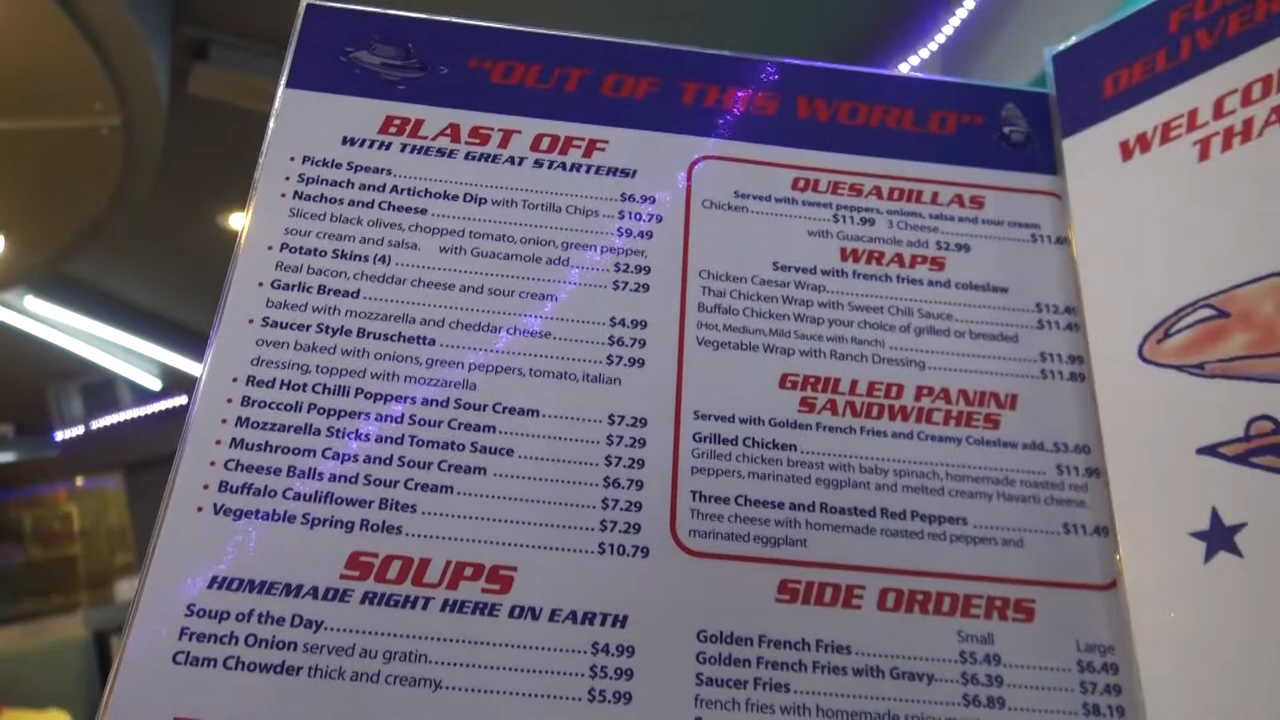 "OUT OF THIS WORLD"
BLAST OFF
WITH THESE GREAT STARTERS!
• Pickle Spears........$6.99
• Spinach and Artichoke Dip with Tortilla Chips ... $10.79
• Nachos and Cheese ........ $9.49
Sliced black olives, chopped tomato, onion, green pepper,
sour cream and salsa. with Guacamole add........ $2.99
• Potato Skins (4) ........ $7.29
Real bacon, cheddar cheese and sour cream
• Garlic Bread ........ $4.99
baked with mozzarella and cheddar cheese........ $6.79
• Saucer Style Bruschetta ........ $7.99
oven baked with onions, green peppers, tomato, italian
dressing, topped with mozzarella
• Red Hot Chilli Poppers and Sour Cream........ $7.29
• Broccoli Poppers and Sour Cream........ $7.29
• Mozzarella Sticks and Tomato Sauce ........ $7.29
• Mushroom Caps and Sour Cream ........ $6.79
• Cheese Balls and Sour Cream........ $7.29
• Buffalo Cauliflower Bites ........ $7.29
• Vegetable Spring Roles........$10.79
SOUPS
HOMEMADE RIGHT HERE ON EARTH
Soup of the Day........ $4.99
French Onion served au gratin........ $5.99
Clam Chowder thick and creamy........ $5.99
QUESADILLAS
Served with sweet peppers, onions, salsa and sour cream
Chicken........$11.99 3 Cheese........
with Guacamole add $2.99
WRAPS
Served with french fries and coleslaw
Chicken Caesar Wrap........ $12.49
Thai Chicken Wrap with Sweet Chili Sauce........ $11.49
Buffalo Chicken Wrap your choice of grilled or breaded
(Hot, Medium, Mild Sauce with Ranch) ........ $11.99
Vegetable Wrap with Ranch Dressing........ $11.89
GRILLED PANINI
SANDWICHES
Served with Golden French Fries and Creamy Coleslaw add..$3.60
Grilled Chicken ........ $11.99
Grilled chicken breast with baby spinach, homemade roasted red
peppers, marinated eggplant and melted creamy Havarti cheese.
Three Cheese and Roasted Red Peppers ........ $11.49
Three cheese with homemade roasted red peppers and
marinated eggplant
SIDE ORDERS
Small Large
Golden French Fries........ $5.49........ $6.49
Golden French Fries with Gravy.....$6.39........ $7.49
Saucer Fries........ $6.89........ $8.19
french fries with homemade